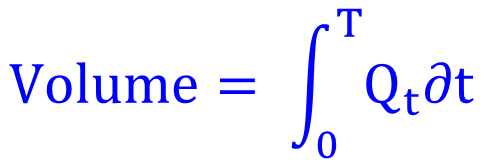 Volume = ∫₀ᵀ Qₜ∂t